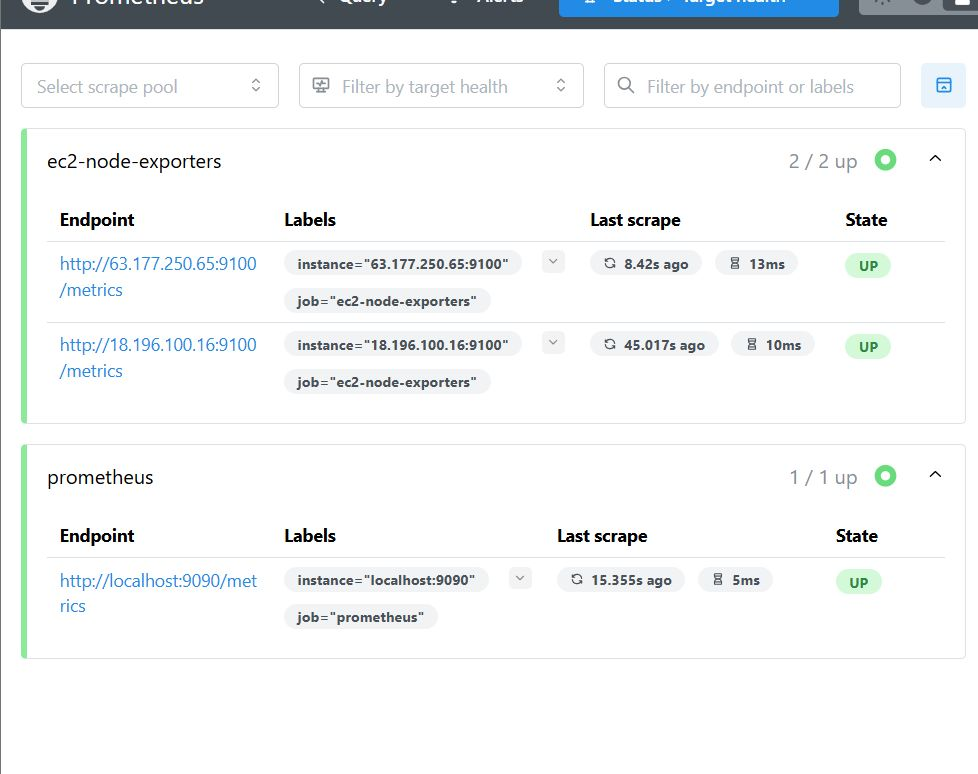 Prometheus Query Alerts Status > Target health
Select scrape pool
Filter by target health
Filter by endpoint or labels
ec2-node-exporters
2 / 2 up
Endpoint Labels Last scrape State
http://63.177.250.65:9100 instance="63.177.250.65:9100" 8.42s ago 13ms UP
/metrics
job="ec2-node-exporters"
http://18.196.100.16:9100 instance="18.196.100.16:9100" 45.017s ago 10ms UP
/metrics
job="ec2-node-exporters"
prometheus
1 / 1 up
Endpoint Labels Last scrape State
http://localhost:9090/met instance="localhost:9090" 15.355s ago 5ms UP
rics
job="prometheus"